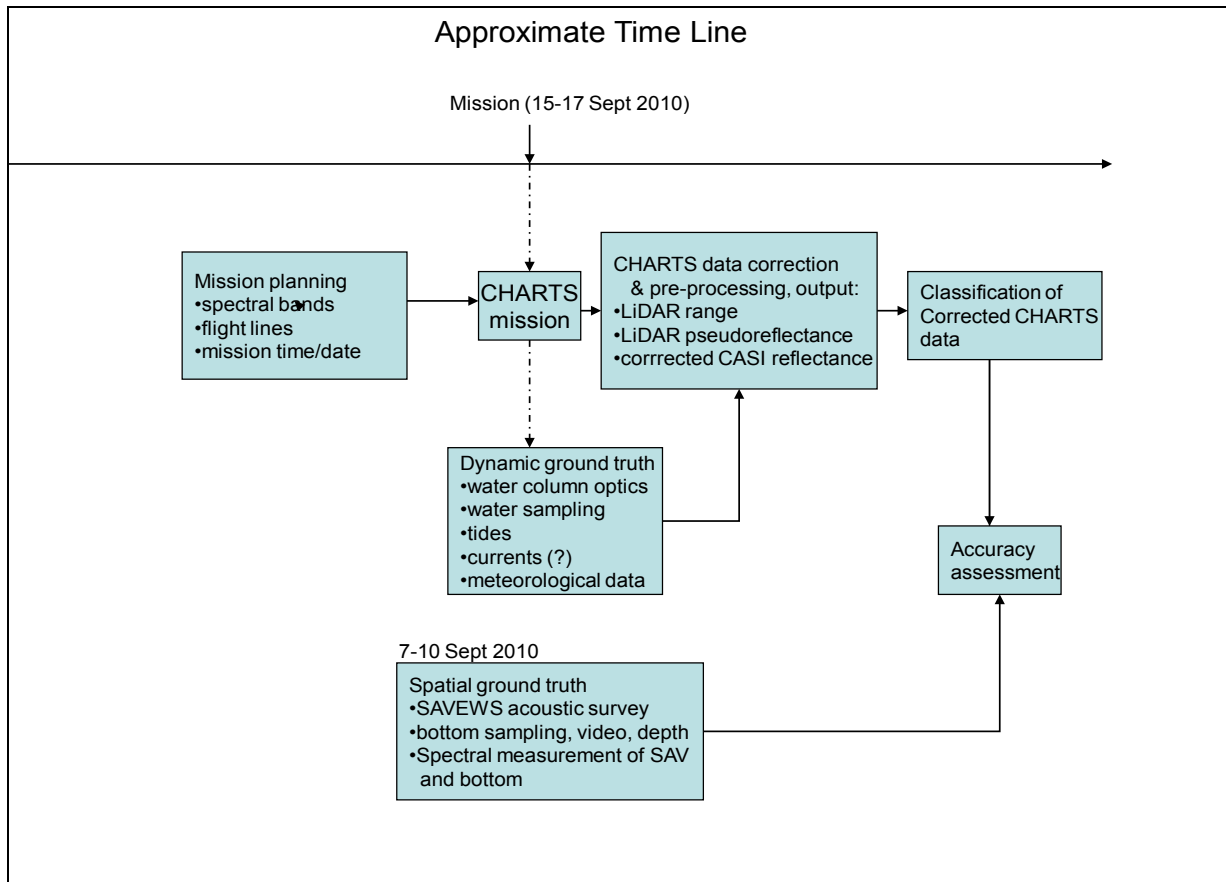 Approximate Time Line
Mission (15-17 Sept 2010)
Mission planning
•spectral bands
•flight lines
•mission time/date
CHARTS
mission
CHARTS data correction
& pre-processing, output:
•LiDAR range
•LiDAR pseudoreflectance
•corrrected CASI reflectance
Classification of
Corrected CHARTS
data
Dynamic ground truth
•water column optics
•water sampling
•tides
•currents (?)
•meteorological data
Accuracy
assessment
7-10 Sept 2010
Spatial ground truth
•SAVEWS acoustic survey
•bottom sampling, video, depth
•Spectral measurement of SAV
and bottom